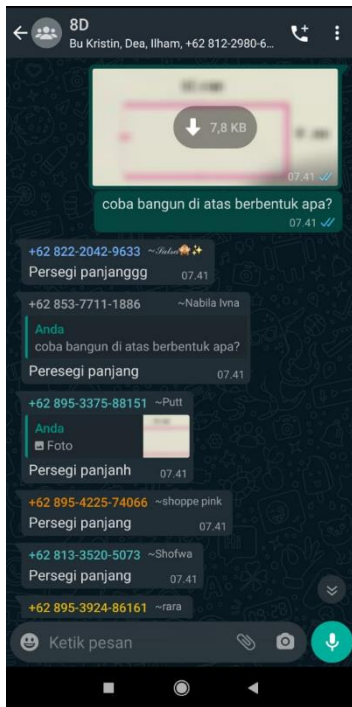 8D
Bu Kristin, Dea, Ilham, +62 812-2980-6...
7,8 KB
07.41
coba bangun di atas berbentuk apa?
07.41
+62 822-2042-9633 ~Salwa
Persegi panjanggg 07.41
+62 853-7711-1886 ~Nabila Ivna
Anda
coba bangun di atas berbentuk apa?
Peresegi panjang 07.41
+62 895-3375-88151 ~Putt
Anda
Foto
Persegi panjanh 07.41
+62 895-4225-74066 ~shoppe pink
Persegi panjang 07.41
+62 813-3520-5073 ~Shofwa
Persegi panjang 07.41
+62 895-3924-86161 ~rara
Ketik pesan